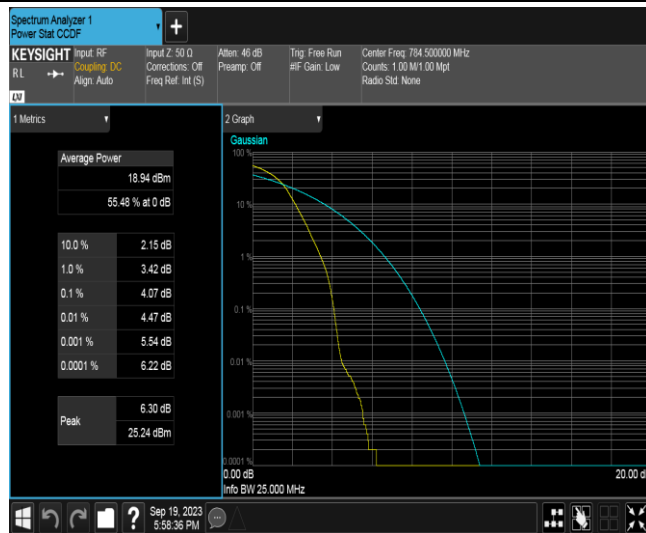 Spectrum Analyzer 1
Power Stat CCDF
+
KEYSIGHT
RL
LXI
Input: RF
Coupling: DC
Align: Auto
Input Z: 50 Ω
Corrections: Off
Freq Ref: Int (S)
Atten: 46 dB
Preamp: Off
Trig: Free Run
#IF Gain: Low
Center Freq: 784.500000 MHz
Counts: 1.00 M/1.00 Mpt
Radio Std: None
1 Metrics
Average Power
18.94 dBm
55.48 % at 0 dB
10.0 % 2.15 dB
1.0 % 3.42 dB
0.1 % 4.07 dB
0.01 % 4.47 dB
0.001 % 5.54 dB
0.0001 % 6.22 dB
Peak
6.30 dB
25.24 dBm
2 Graph
Gaussian
100 %
10 %
1 %
0.1 %
0.01 %
0.001 %
0.0001 %
0.00 dB
20.00 d
Info BW 25.000 MHz
?
Sep 19, 2023
5:58:36 PM